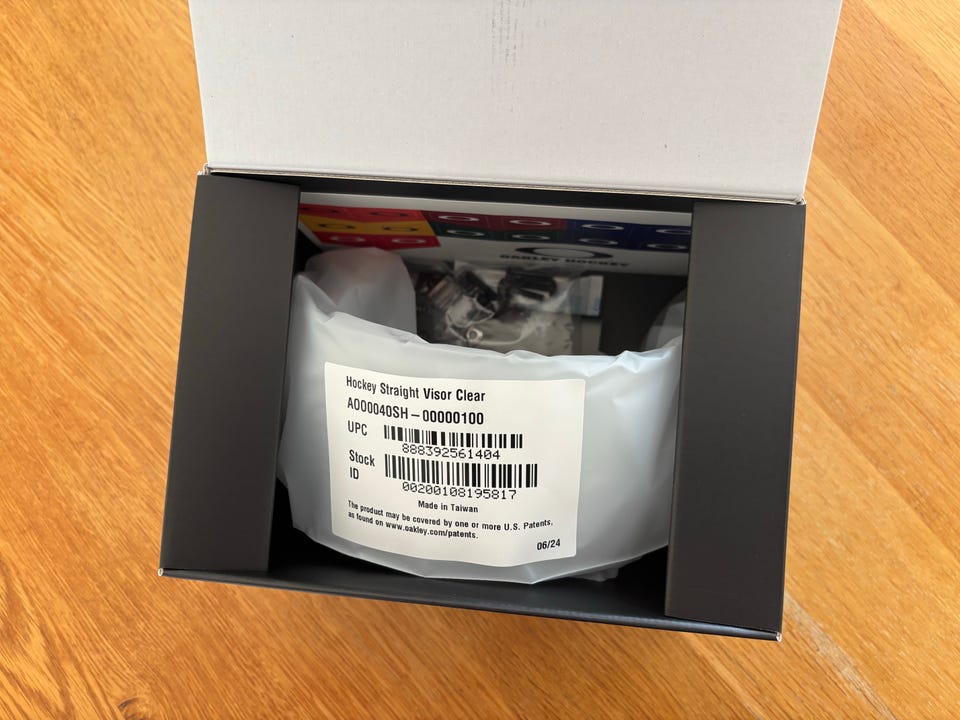 OAKLEY HOCKEY
Hockey Straight Visor Clear
A000040SH – 00000100
UPC
888392561404
Stock
ID
00200108195817
Made in Taiwan
The product may be covered by one or more U.S. Patents,
as found on www.oakley.com/patents.
06/24